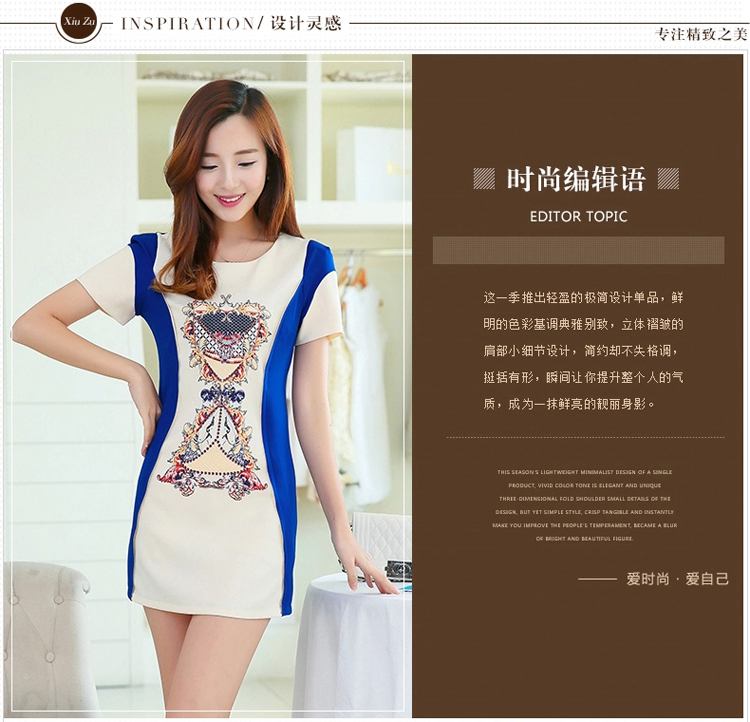 Xiu Zu
INSPIRATION/ 设计灵感
专注精致之美
时尚编辑语
EDITOR TOPIC
这一季推出轻盈的极简设计单品，鲜
明的色彩基调典雅别致，立体褶皱的
肩部小细节设计，简约却不失格调，
挺括有形，瞬间让你提升整个人的气
质，成为一抹鲜亮的靓丽身影。
THIS SEASON'S LIGHTWEIGHT MINIMALIST DESIGN OF A SINGLE
PRODUCT, VIVID COLOR TONE IS ELEGANT AND UNIQUE
THREE-DIMENSIONAL FOLD SHOULDER SMALL DETAILS OF THE
DESIGN, BUT YET SIMPLE STYLE, CRISP TANGIBLE AND INSTANTLY
MAKE YOU IMPROVE THE PEOPLE'S TEMPERAMENT, BECAME A BLUR
OF BRIGHT AND BEAUTIFUL FIGURE.
爱时尚 · 爱自己